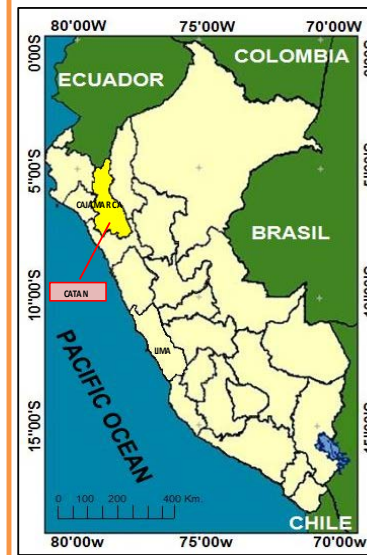 80"00'W 75"00'W 70"00'W
0"00'S
COLOMBIA
ECUADOR
5"00'S
CAJAMARCA
BRASIL
CATAN
10"00'S
LIMA
PACIFIC OCEAN
15"00'S
0 100 200 400 Km.
CHILE
80"00'W 75"00'W 70"00'W